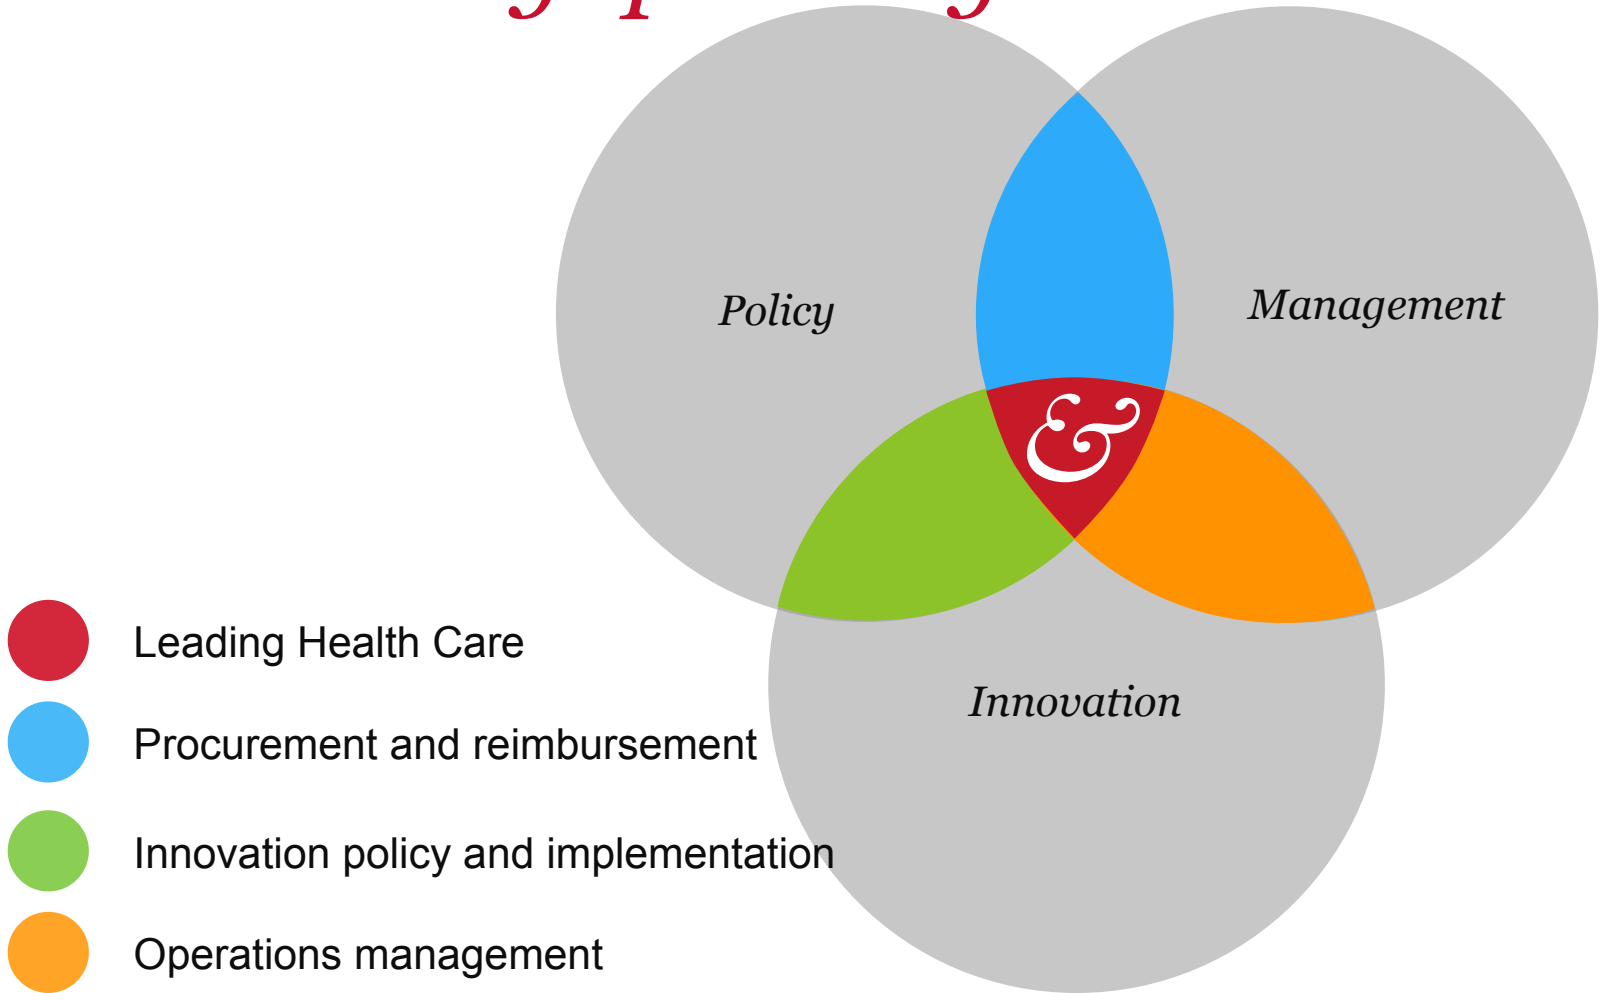 Policy
Management
&
Innovation
Leading Health Care
Procurement and reimbursement
Innovation policy and implementation
Operations management